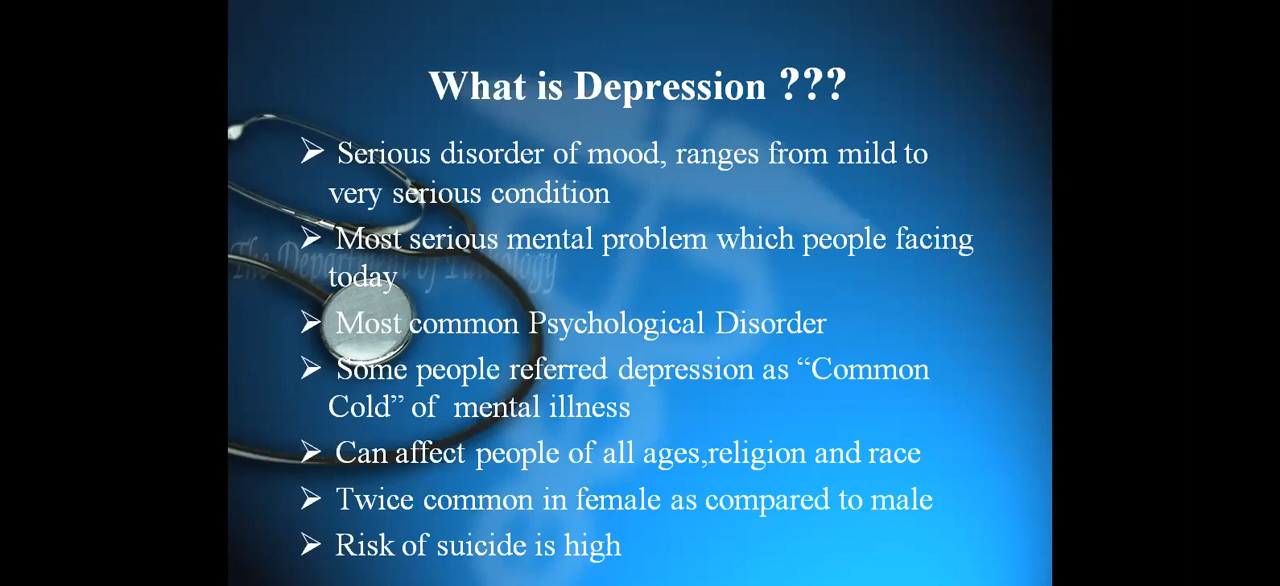 What is Depression ???
➢ Serious disorder of mood, ranges from mild to
very serious condition
➢ Most serious mental problem which people facing
today
➢ Most common Psychological Disorder
➢ Some people referred depression as “Common
Cold” of mental illness
➢ Can affect people of all ages,religion and race
➢ Twice common in female as compared to male
➢ Risk of suicide is high
The Department of